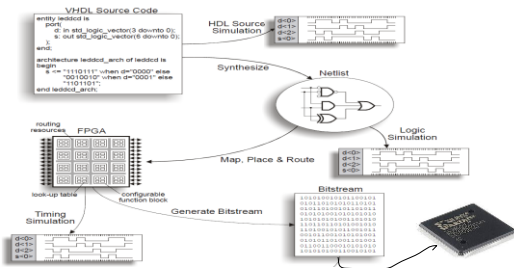 VHDL Source Code
entity leddcd is
port(
d: in std_logic_vector(3 downto 0);
s: out std_logic_vector(6 downto 0);
);
end;
architecture leddcd_arch of leddcd is
begin
s <= "1110111" when d="0000" else
"0010010" when d="0001" else
"1101101";
end leddcd_arch;
HDL Source
Simulation
d<0>
d<1>
d<2>
s<0>
Synthesize
Netlist
Logic
Simulation
d<0>
d<1>
d<2>
s<0>
routing
resources
FPGA
Map, Place & Route
look-up table
configurable
function block
Timing
Simulation
d<0>
d<1>
d<2>
s<0>
Generate Bitstream
Bitstream
XILINX